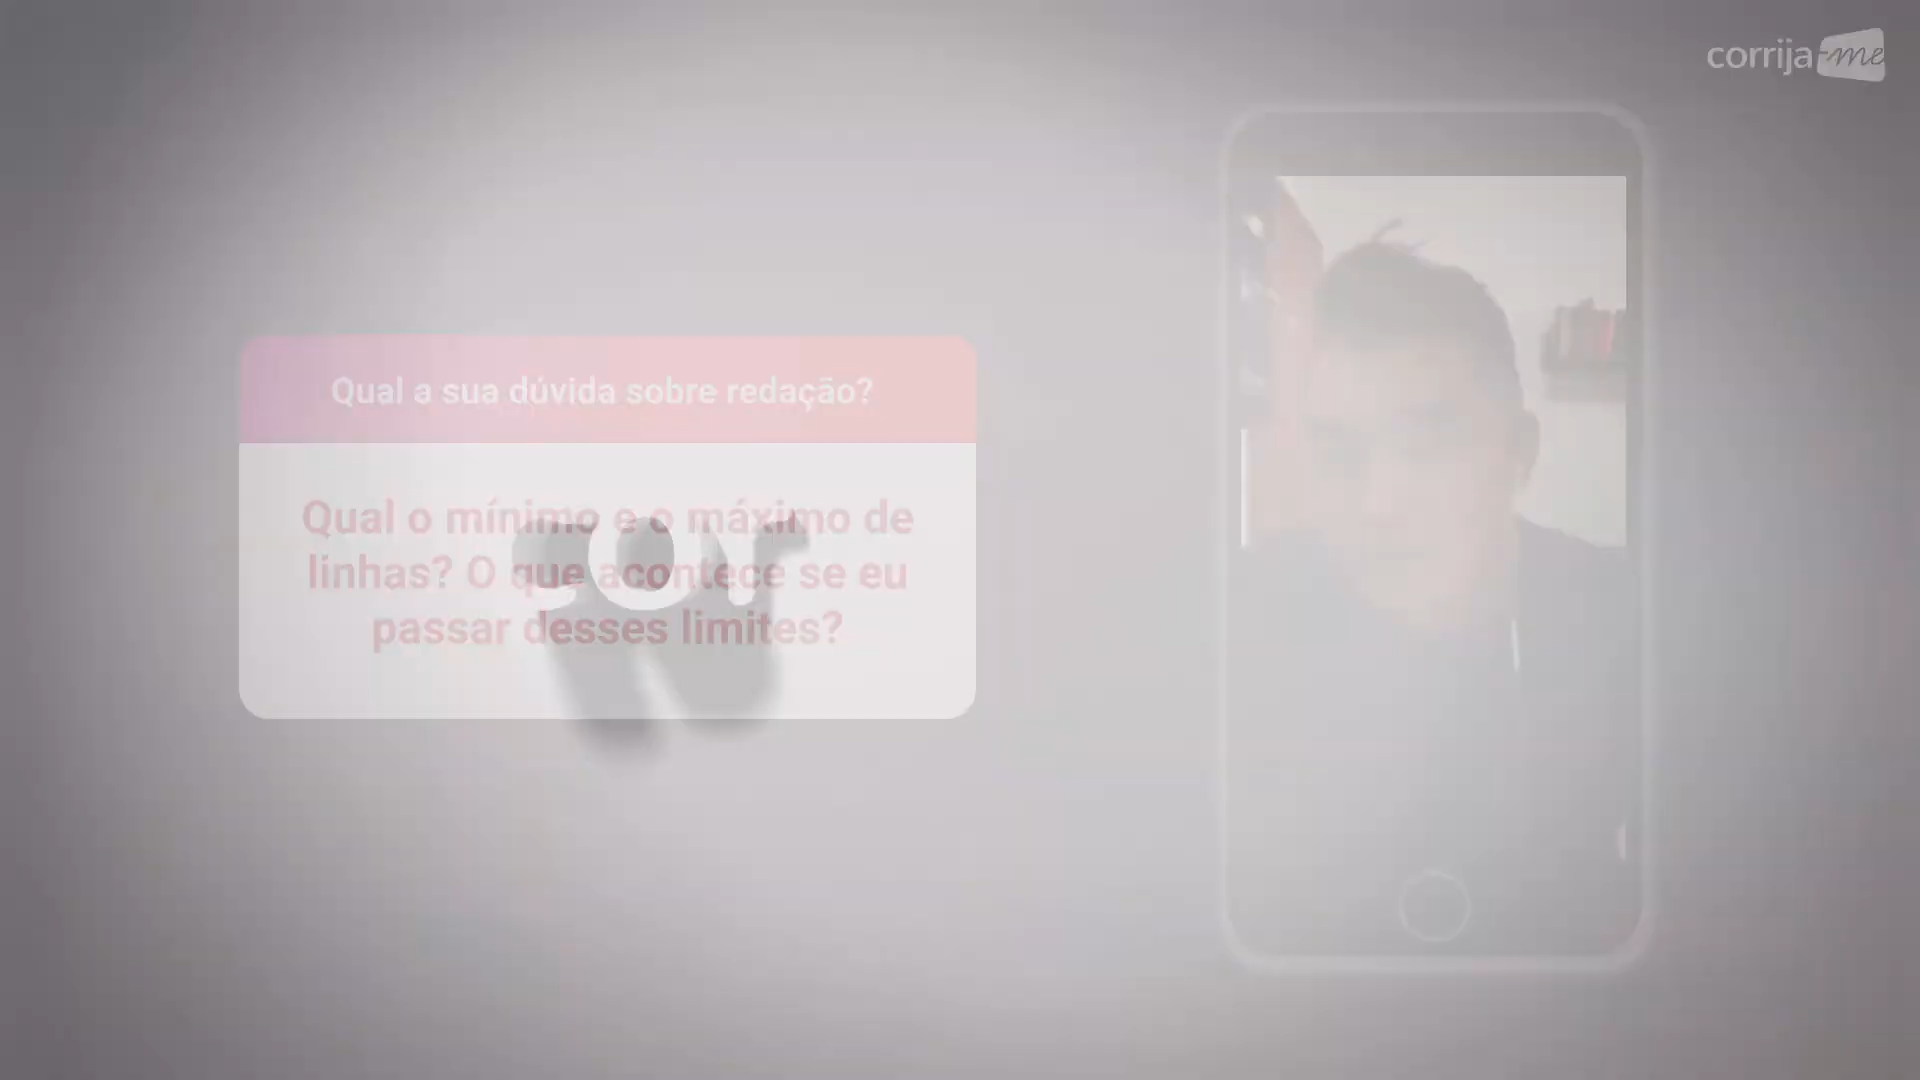 corrija-me
Qual a sua dúvida sobre redação?
Qual o mínimo e o máximo de
linhas? O que acontece se eu
passar desses limites?
cor